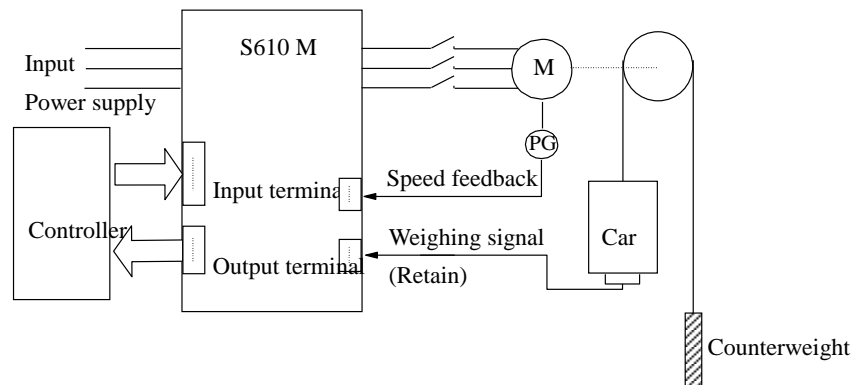 S610 M
Input
Power supply
M
PG
Speed feedback
Input termina
Controller
Weighing signal
Car
Output terminal
(Retain)
Counterweight